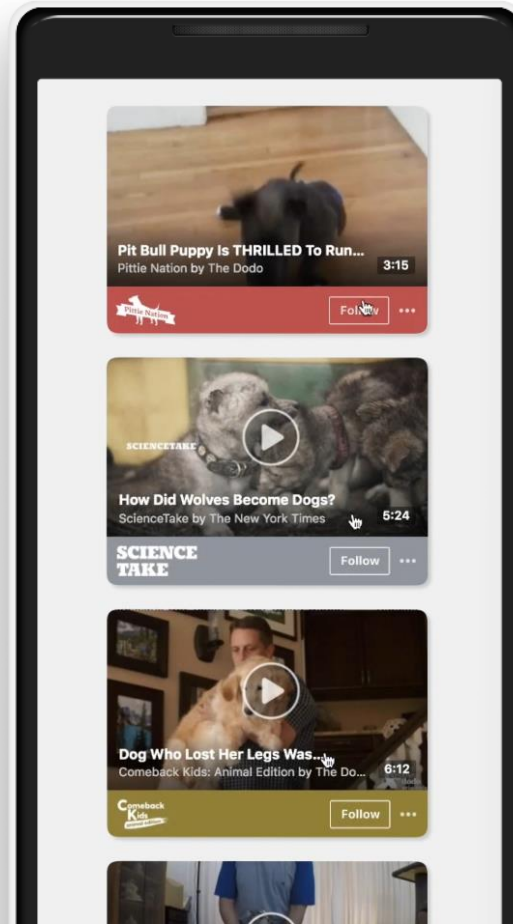 Pit Bull Puppy Is THRILLED To Run...
Pittie Nation by The Dodo
3:15
Pittie Nation
Follow
SCIENCETAKE
How Did Wolves Become Dogs?
ScienceTake by The New York Times
5:24
SCIENCE
TAKE
Follow
Dog Who Lost Her Legs Was...
Comeback Kids: Animal Edition by The Do...
6:12
Comeback
Kids
animal edition
Follow